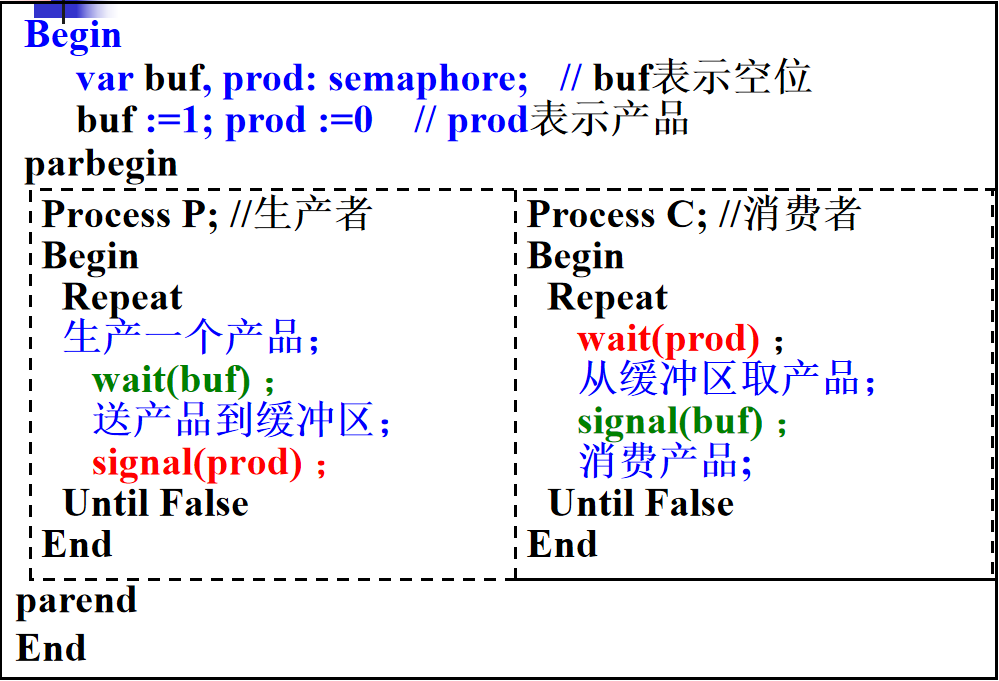 Begin
var buf, prod: semaphore; // buf表示空位
buf :=1; prod :=0 // prod表示产品
parbegin
Process P; //生产者
Begin
Repeat
生产一个产品；
wait(buf) ；
送产品到缓冲区；
signal(prod) ；
Until False
End
Process C; //消费者
Begin
Repeat
wait(prod) ；
从缓冲区取产品；
signal(buf) ；
消费产品;
Until False
End
parend
End